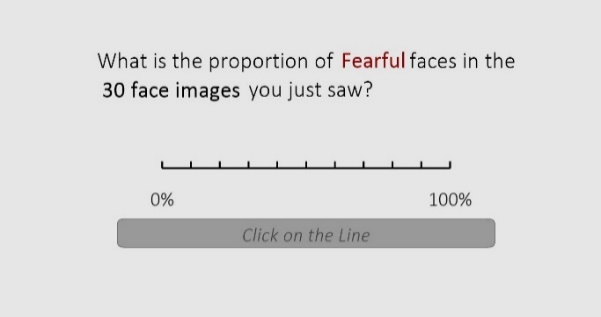 What is the proportion of Fearful faces in the
30 face images you just saw?
0% 100%
Click on the Line